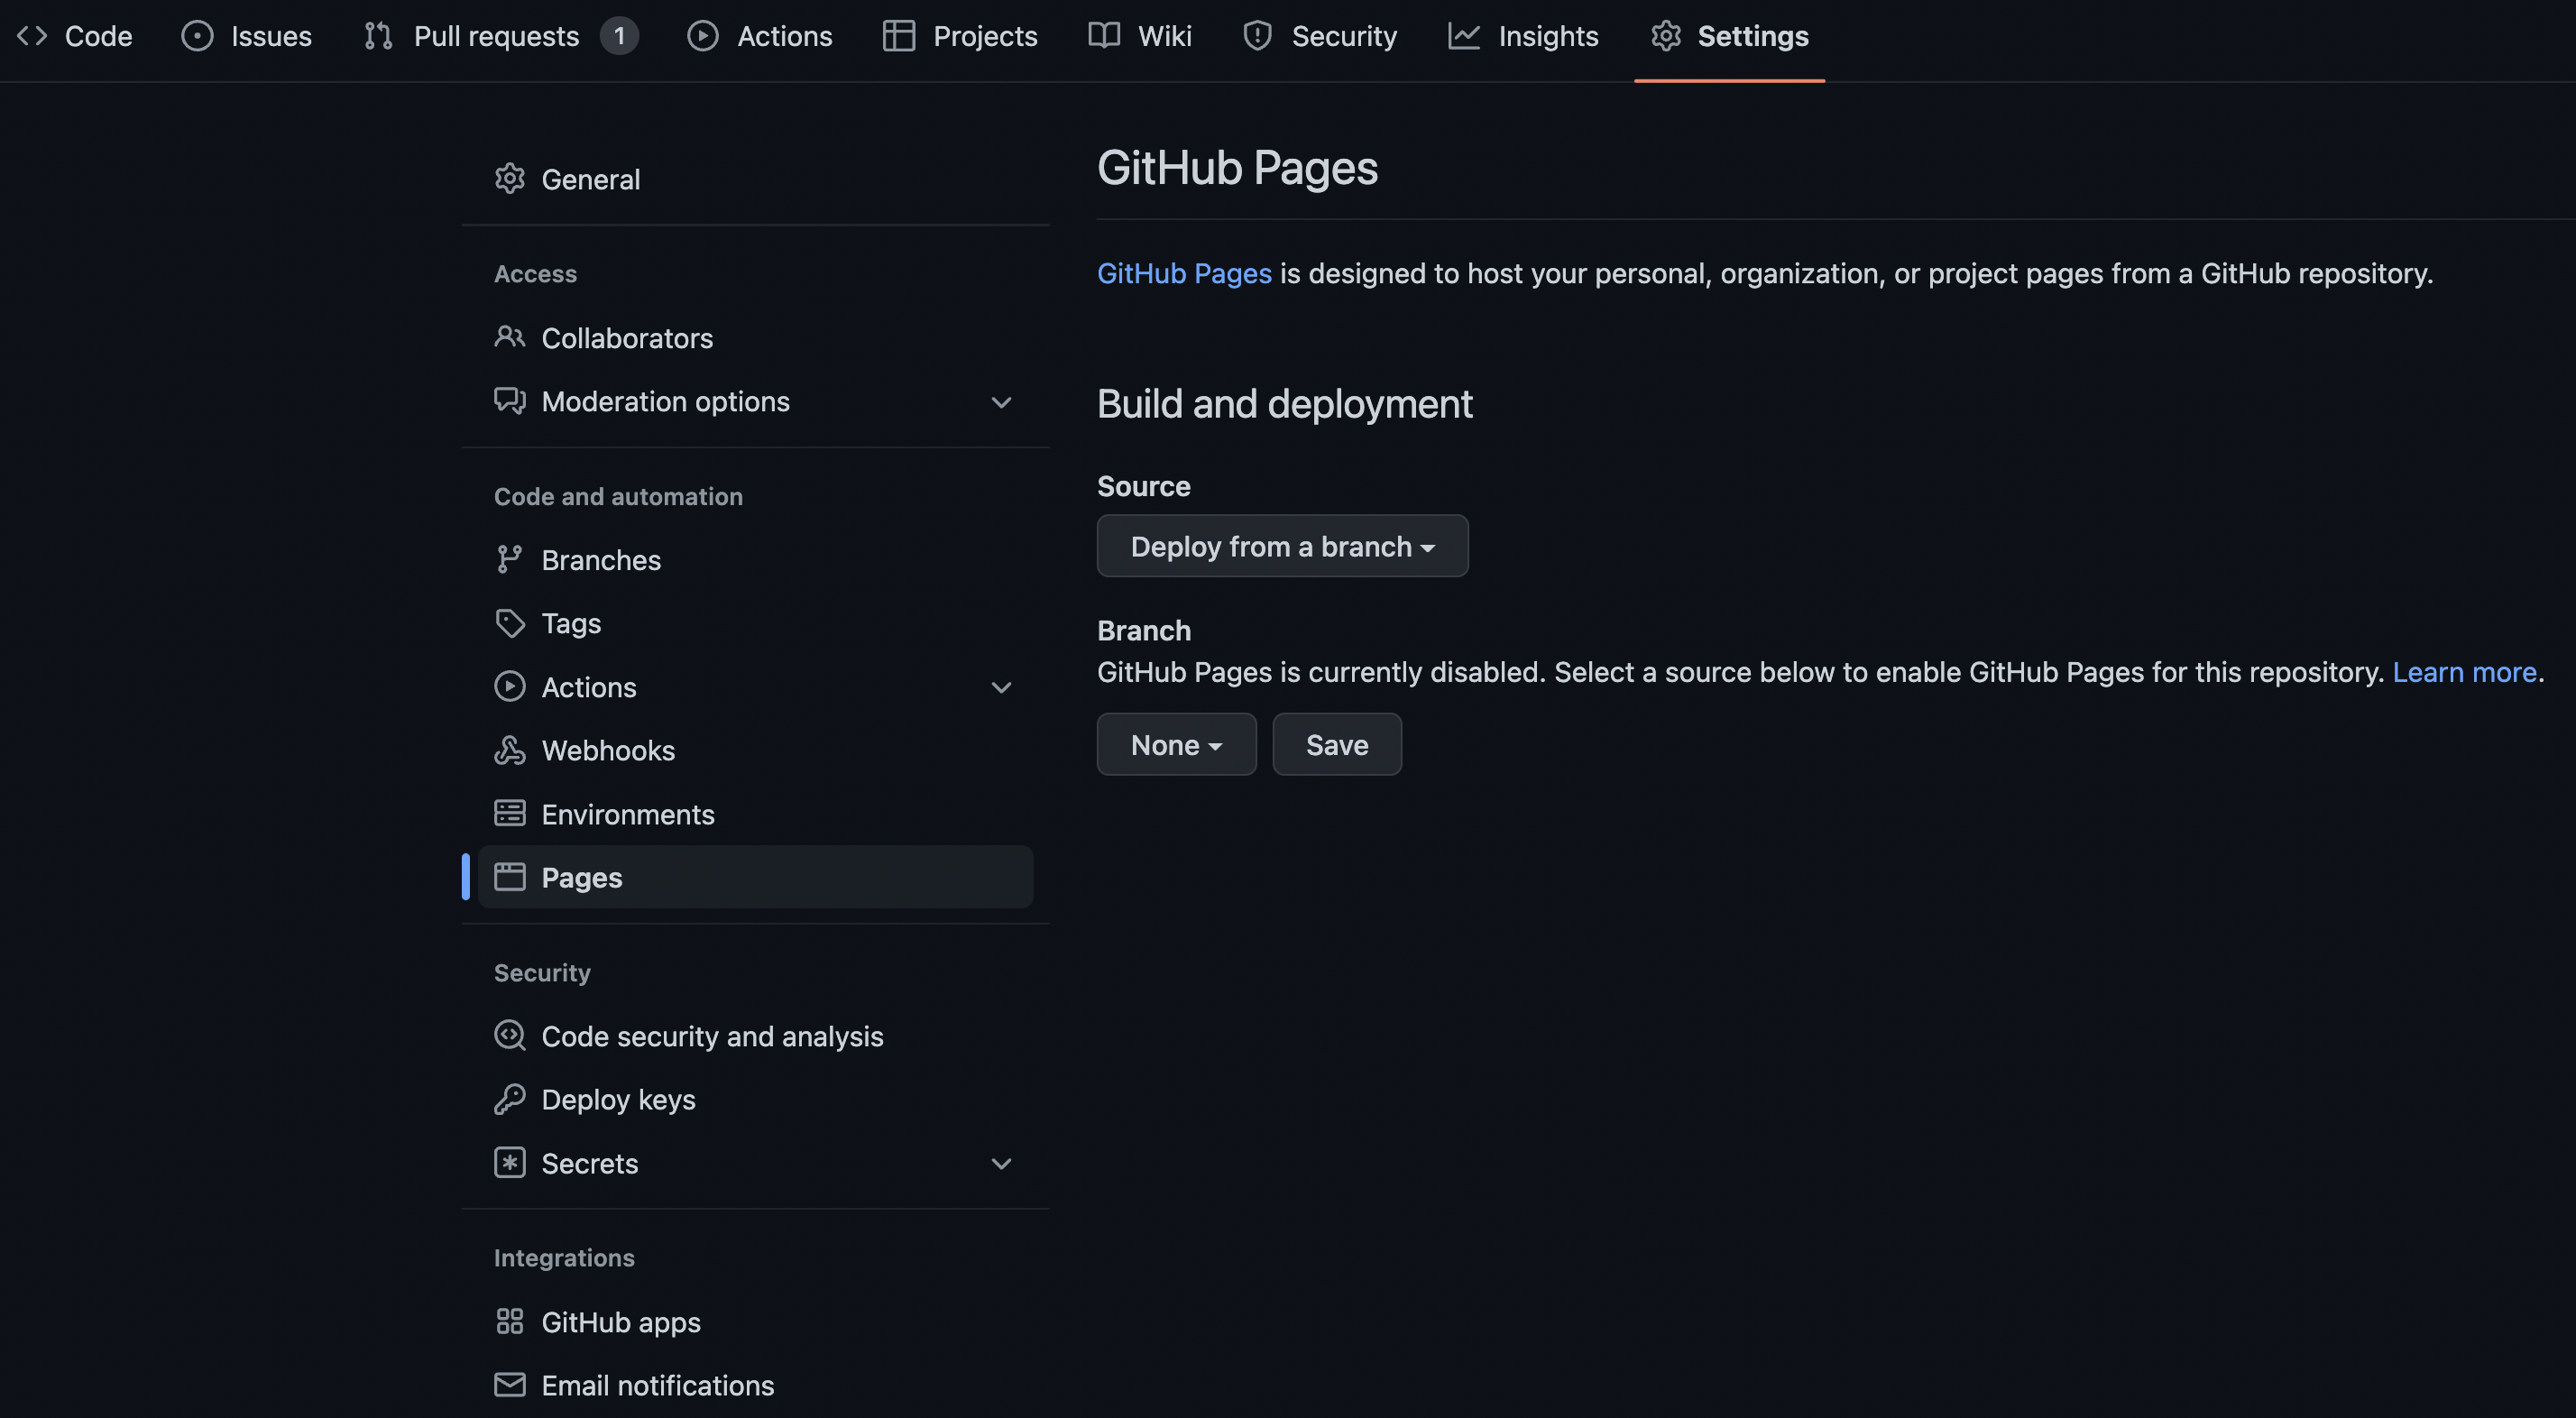 Code Issues Pull requests 1 Actions Projects Wiki Security Insights Settings
General
Access
Collaborators
Moderation options
Code and automation
Branches
Tags
Actions
Webhooks
Environments
Pages
Security
Code security and analysis
Deploy keys
Secrets
Integrations
GitHub apps
Email notifications
GitHub Pages
GitHub Pages is designed to host your personal, organization, or project pages from a GitHub repository.
Build and deployment
Source
Deploy from a branch
Branch
GitHub Pages is currently disabled. Select a source below to enable GitHub Pages for this repository. Learn more.
None Save